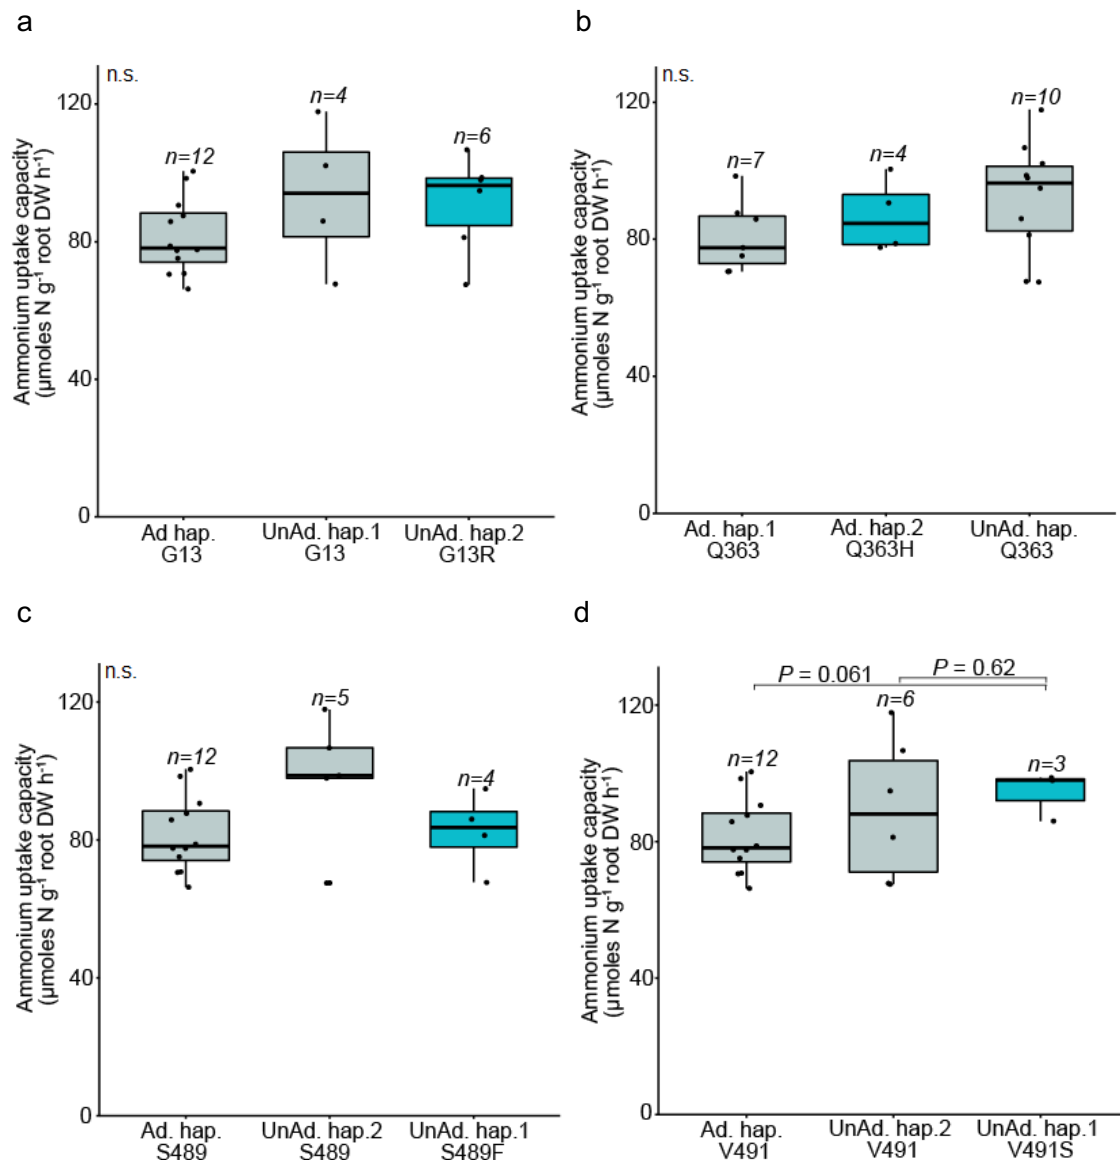 a
n.s.
Ammonium uptake capacity
(µmoles N g⁻¹ root DW h⁻¹)
120
80
40
0
n=12
n=4
n=6
Ad hap.
G13
UnAd. hap.1
G13
UnAd. hap.2
G13R
b
n.s.
Ammonium uptake capacity
(µmoles N g⁻¹ root DW h⁻¹)
120
80
40
0
n=7
n=4
n=10
Ad. hap.1
Q363
Ad. hap.2
Q363H
UnAd. hap.
Q363
c
n.s.
Ammonium uptake capacity
(µmoles N g⁻¹ root DW h⁻¹)
120
80
40
0
n=12
n=5
n=4
Ad. hap.
S489
UnAd. hap.2
S489
UnAd. hap.1
S489F
d
Ammonium uptake capacity
(µmoles N g⁻¹ root DW h⁻¹)
120
80
40
0
P = 0.061
P = 0.62
n=12
n=6
n=3
Ad. hap.
V491
UnAd. hap.2
V491
UnAd. hap.1
V491S